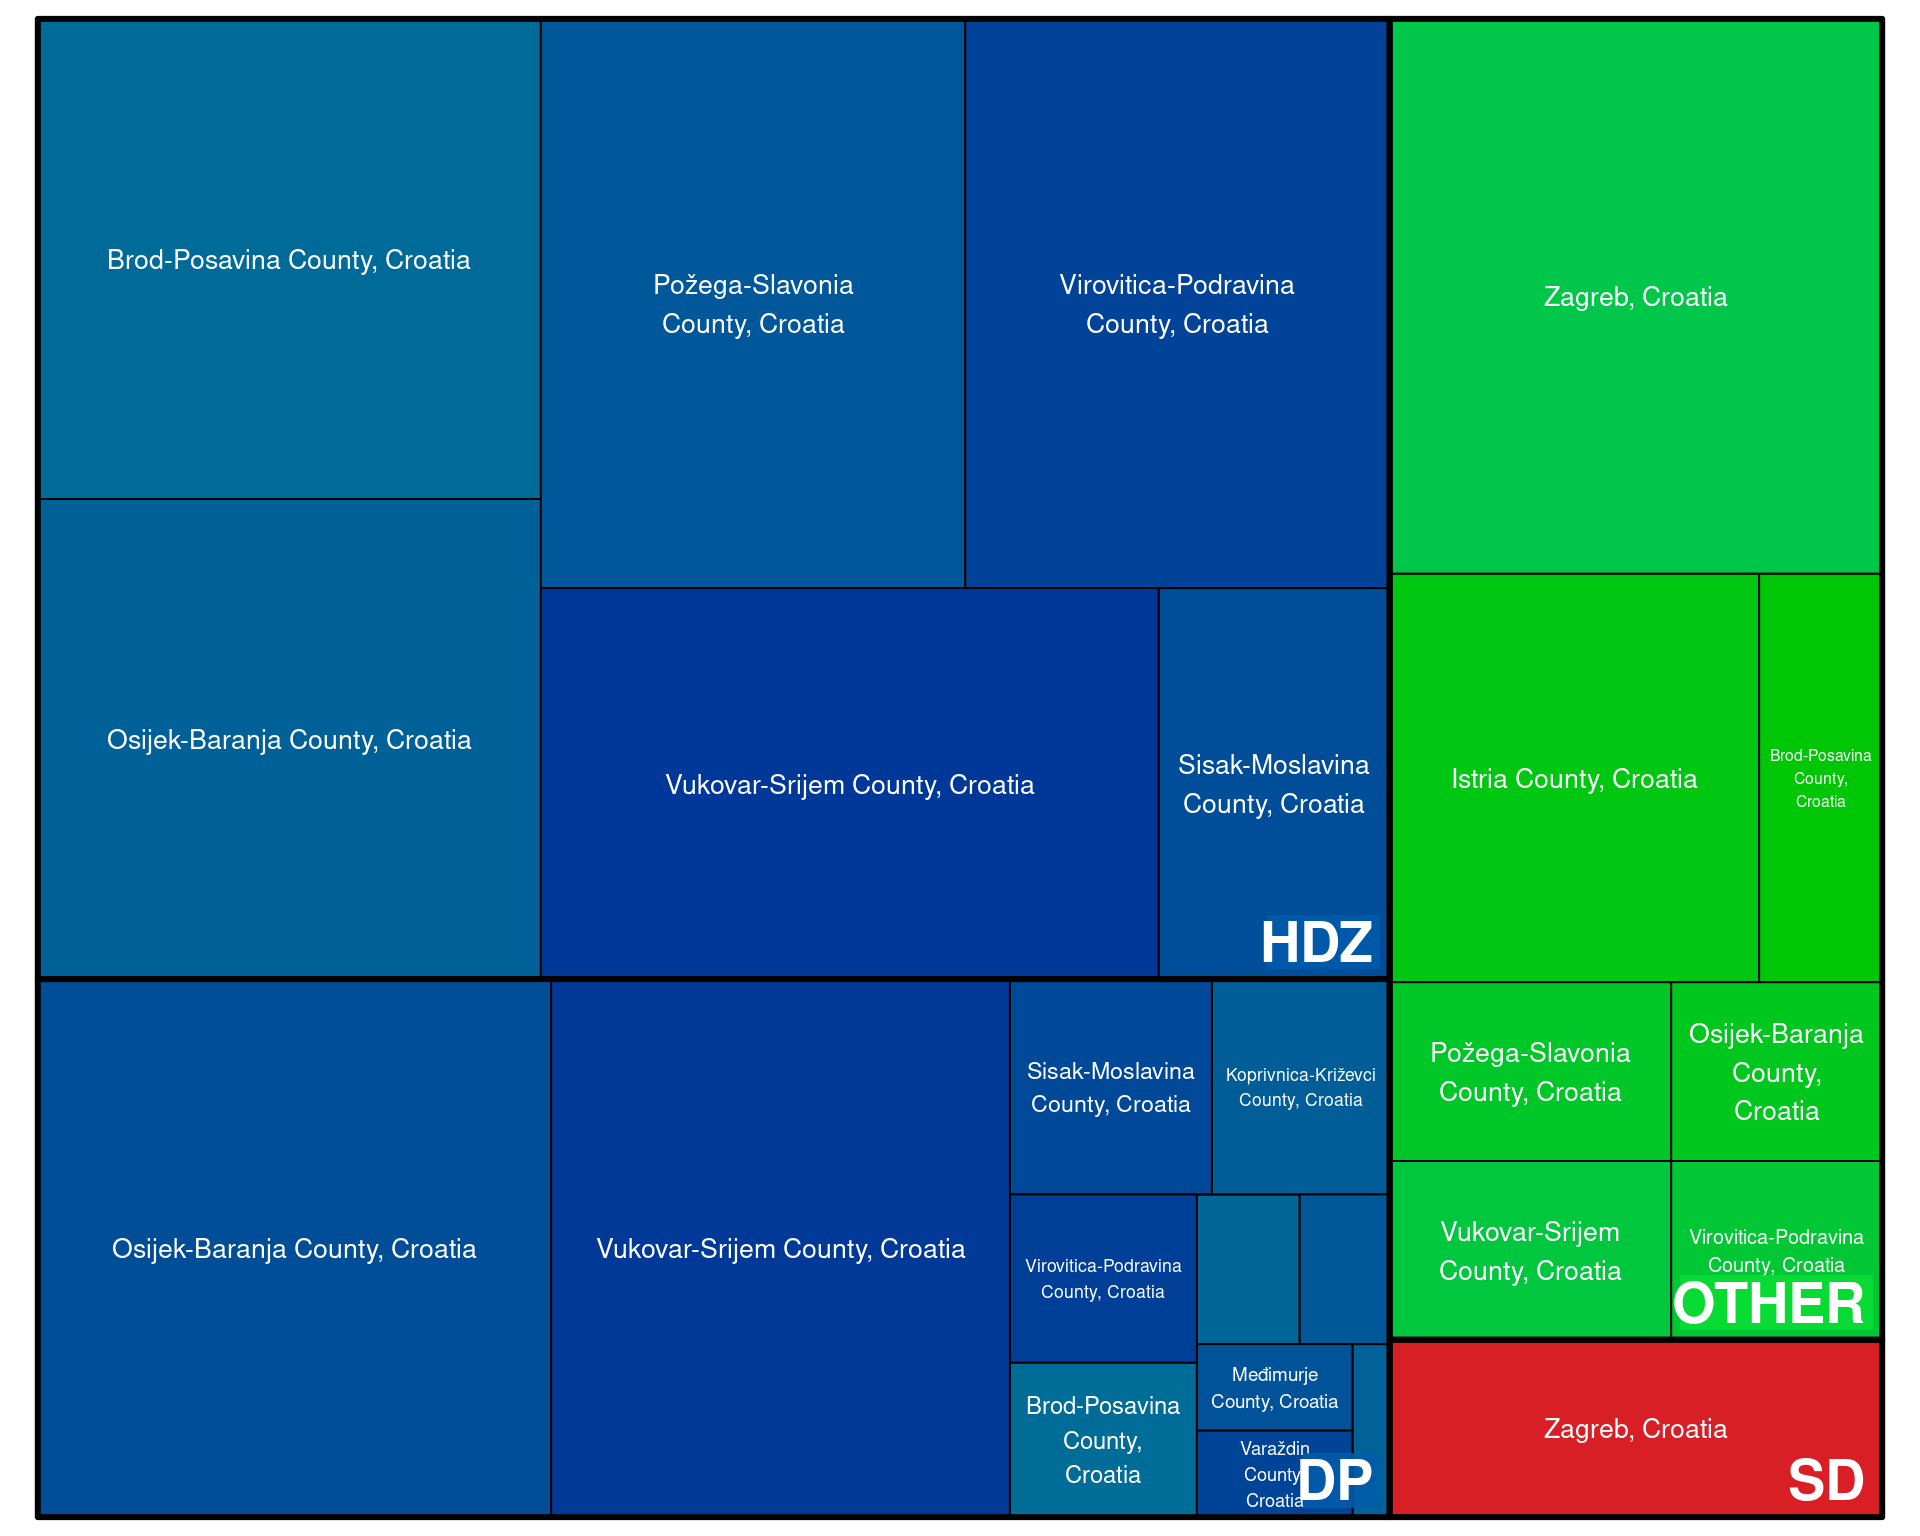 Brod-Posavina County, Croatia
Požega-Slavonia
County, Croatia
Virovitica-Podravina
County, Croatia
Zagreb, Croatia
Osijek-Baranja County, Croatia
Vukovar-Srijem County, Croatia
Sisak-Moslavina
County, Croatia
HDZ
Istria County, Croatia
Brod-Posavina
County,
Croatia
Osijek-Baranja County, Croatia
Vukovar-Srijem County, Croatia
Sisak-Moslavina
County, Croatia
Koprivnica-Križevci
County, Croatia
Virovitica-Podravina
County, Croatia
Brod-Posavina
County,
Croatia
Međimurje
County, Croatia
Varaždin
County,
Croatia
DP
Požega-Slavonia
County, Croatia
Osijek-Baranja
County,
Croatia
Vukovar-Srijem
County, Croatia
Virovitica-Podravina
County, Croatia
OTHER
Zagreb, Croatia
SD